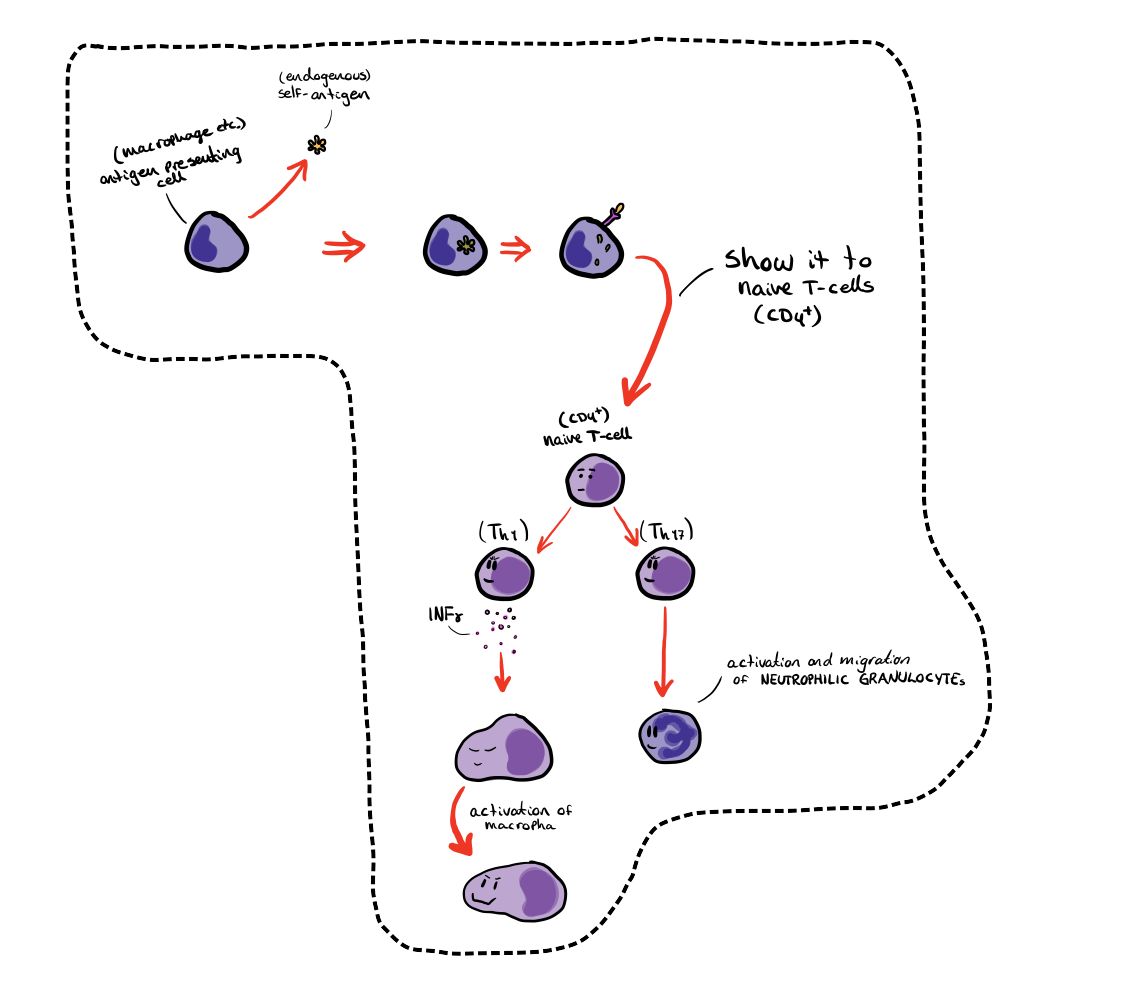 (endogenous)
self-antigen
(macrophage etc.)
antigen presenting
cell
show it to
naive T-cells
(CD4⁺)
(CD4⁺)
naive T-cell
(Th1)
(Th17)
INFγ
activation and migration
of NEUTROPHILIC GRANULOCYTEs
activation of
macropha